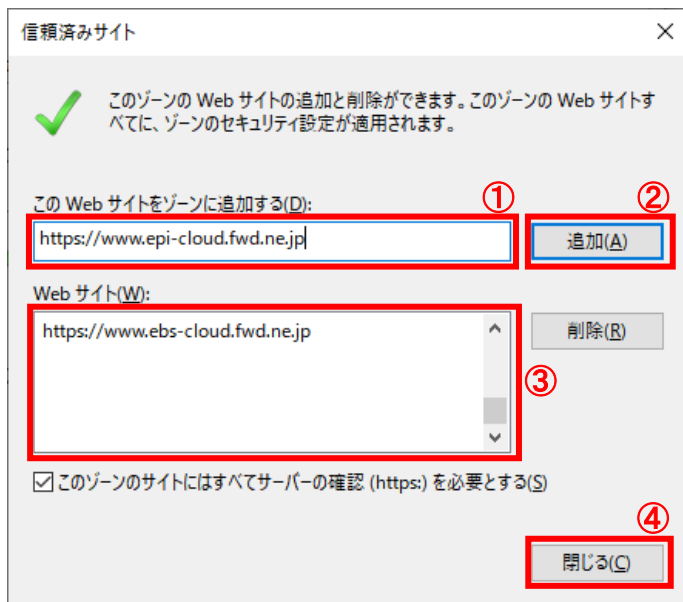 信頼済みサイト
このゾーンの Web サイトの追加と削除ができます。このゾーンの Web サイトす
べてに、ゾーンのセキュリティ設定が適用されます。
この Web サイトをゾーンに追加する(D):
①
②
https://www.epi-cloud.fwd.ne.jp
追加(A)
Web サイト(W):
https://www.ebs-cloud.fwd.ne.jp
削除(R)
③
このゾーンのサイトにはすべてサーバーの確認 (https:) を必要とする(S)
④
閉じる(C)